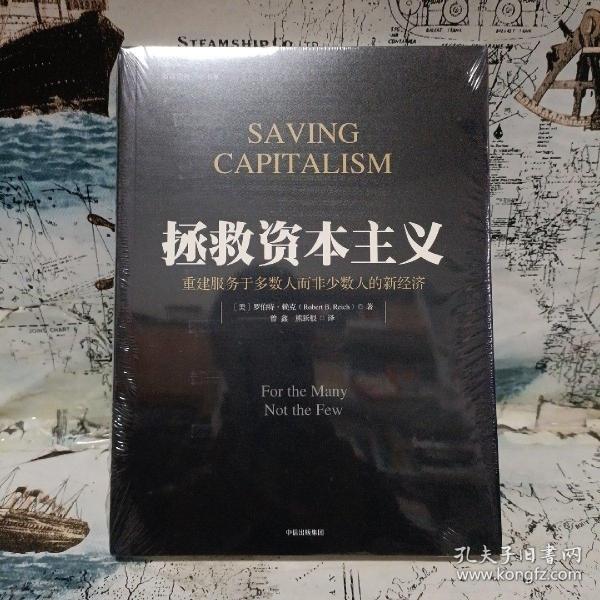 STEAMSHIP CO., LTD.
SAVING
CAPITALISM
拯救资本主义
重建服务于多数人而非少数人的新经济
[美] 罗伯特·赖克（Robert B. Reich）◎ 著
曾鑫 熊跃根 ◎ 译
For the Many
Not the Few
中信出版集团
孔夫子旧书网
www.kongfz.com